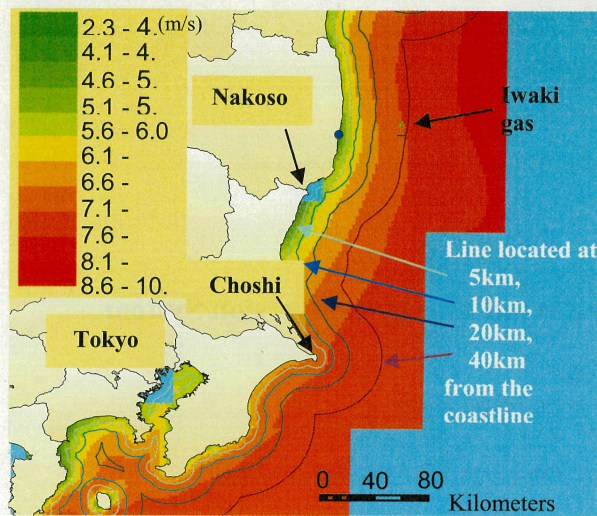 2.3 - 4. (m/s)
4.1 - 4.
4.6 - 5.
5.1 - 5.
5.6 - 6.0
6.1 -
6.6 -
7.1 -
7.6 -
8.1 -
8.6 - 10.
Nakoso
Iwaki
gas
Choshi
Tokyo
Line located at
5km,
10km,
20km,
40km
from the
coastline
0 40 80
Kilometers